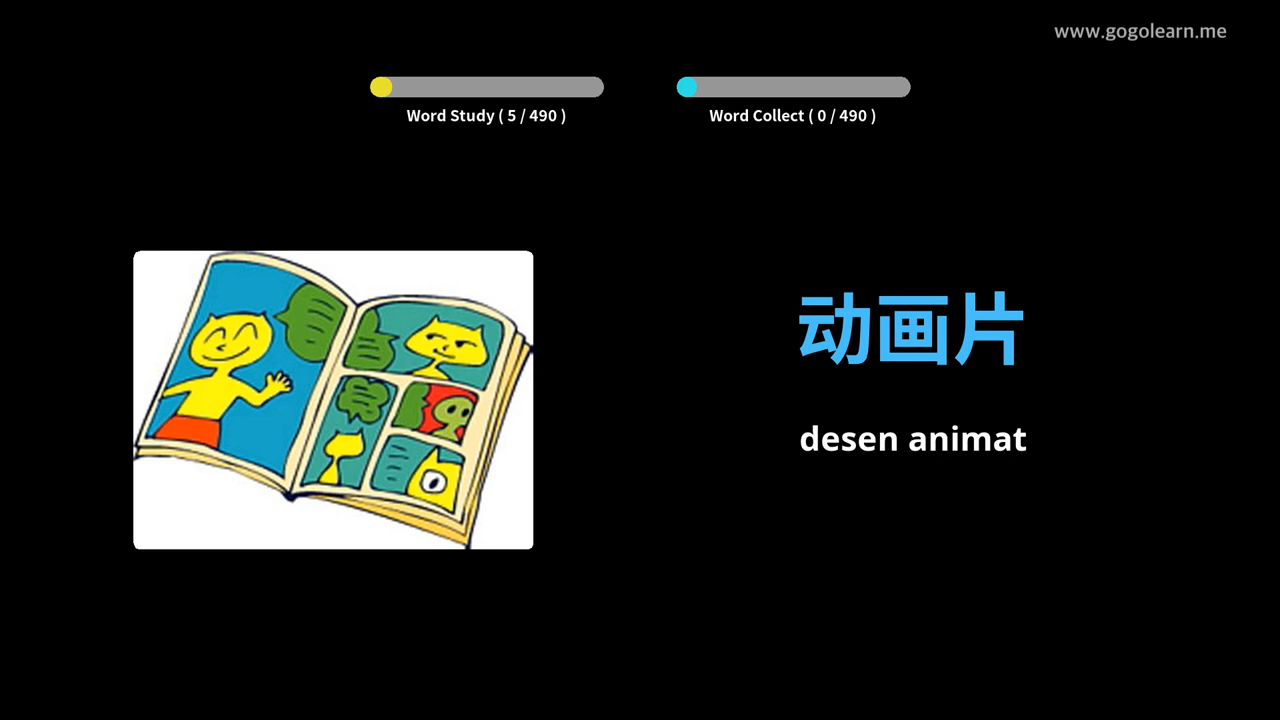 www.gogolearn.me
Word Study ( 5 / 490 )
Word Collect ( 0 / 490 )
动画片
desen animat